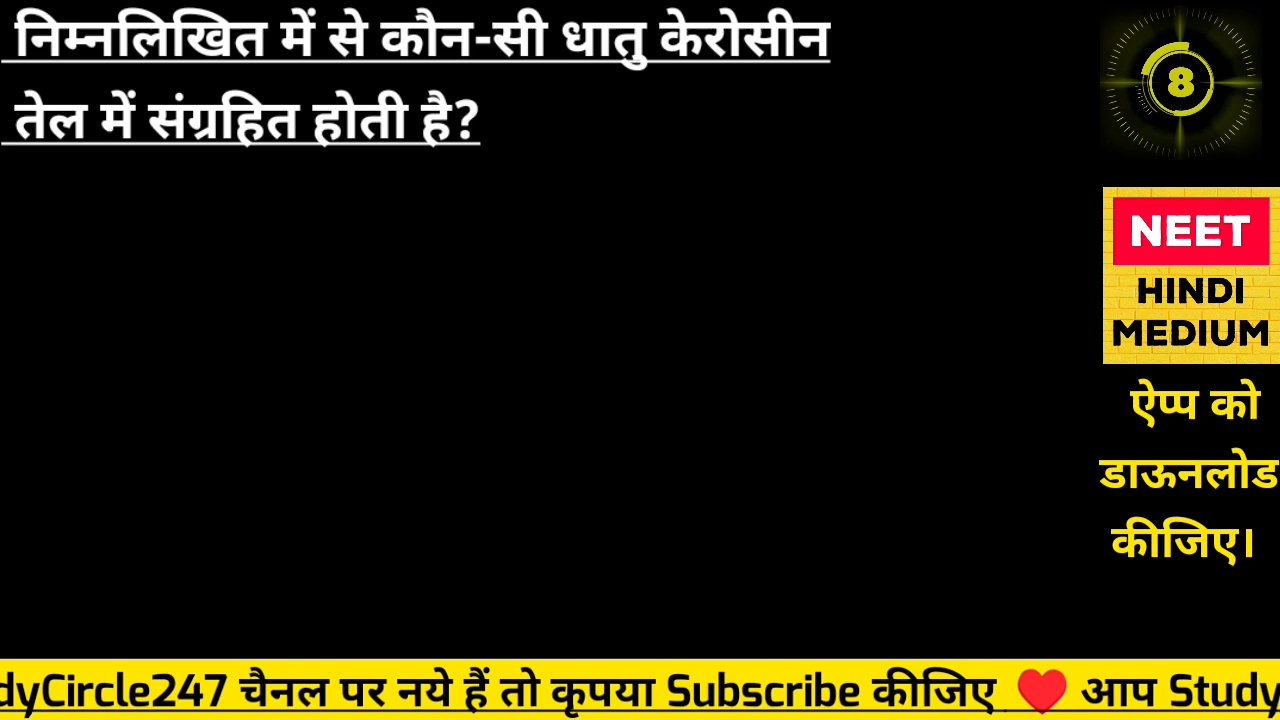 निम्नलिखित में से कौन-सी धातु केरोसीन
तेल में संग्रहित होती है?
8
NEET
HINDI
MEDIUM
ऐप्प को
डाऊनलोड
कीजिए।
dyCircle247 चैनल पर नये हैं तो कृपया Subscribe कीजिए ❤️ आप Study